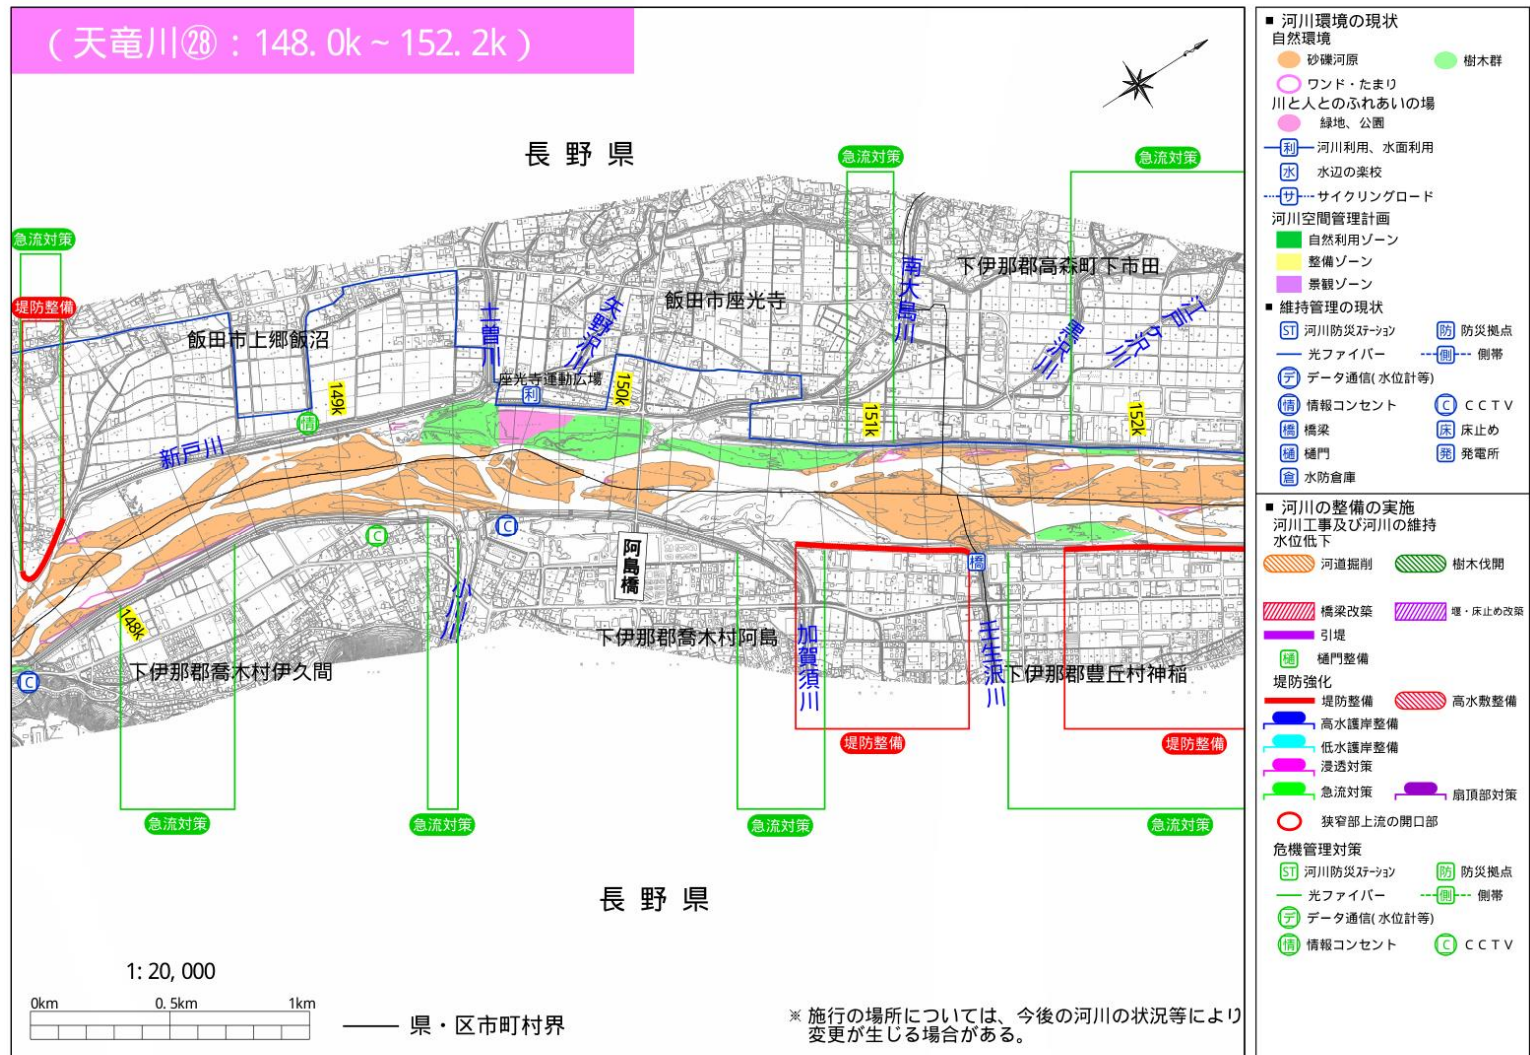 （天竜川㉘：148. 0k ~ 152. 2k）
長 野 県
急流対策
急流対策
急流対策
堤防整備
飯田市上郷飯沼
土曽川
矢野沢川
飯田市座光寺
南大島川
下伊那郡高森町下市田
江戸ケ沢川
座光寺運動広場
利
149k
150k
151k
152k
情
新戸川
C
C
阿島橋
橋
148k
小川川
C
下伊那郡喬木村伊久間
下伊那郡喬木村阿島
加賀須川
壬生沢川
下伊那郡豊丘村神稲
堤防整備
堤防整備
急流対策
急流対策
急流対策
急流対策
長 野 県
1: 20, 000
0km 0. 5km 1km
県・区市町村界
※ 施行の場所については、今後の河川の状況等により
変更が生じる場合がある。
■ 河川環境の現状
自然環境
砂礫河原 樹木群
ワンド・たまり
川と人とのふれあいの場
緑地、公園
利 河川利用、水面利用
水 水辺の楽校
サ サイクリングロード
河川空間管理計画
自然利用ゾーン
整備ゾーン
景観ゾーン
■ 維持管理の現状
ST 河川防災ステーション 防 防災拠点
光ファイバー 側 側帯
デ データ通信( 水位計等)
情 情報コンセント C ＣＣＴＶ
橋 橋梁 床 床止め
樋 樋門 発 発電所
倉 水防倉庫
■ 河川の整備の実施
河川工事及び河川の維持
水位低下
河道掘削 樹木伐開
橋梁改築 堰・床止め改築
引堤
樋 樋門整備
堤防強化
堤防整備 高水敷整備
高水護岸整備
低水護岸整備
浸透対策
急流対策 扇頂部対策
狭窄部上流の開口部
危機管理対策
ST 河川防災ステーション 防 防災拠点
光ファイバー 側 側帯
デ データ通信( 水位計等)
情 情報コンセント C ＣＣＴＶ